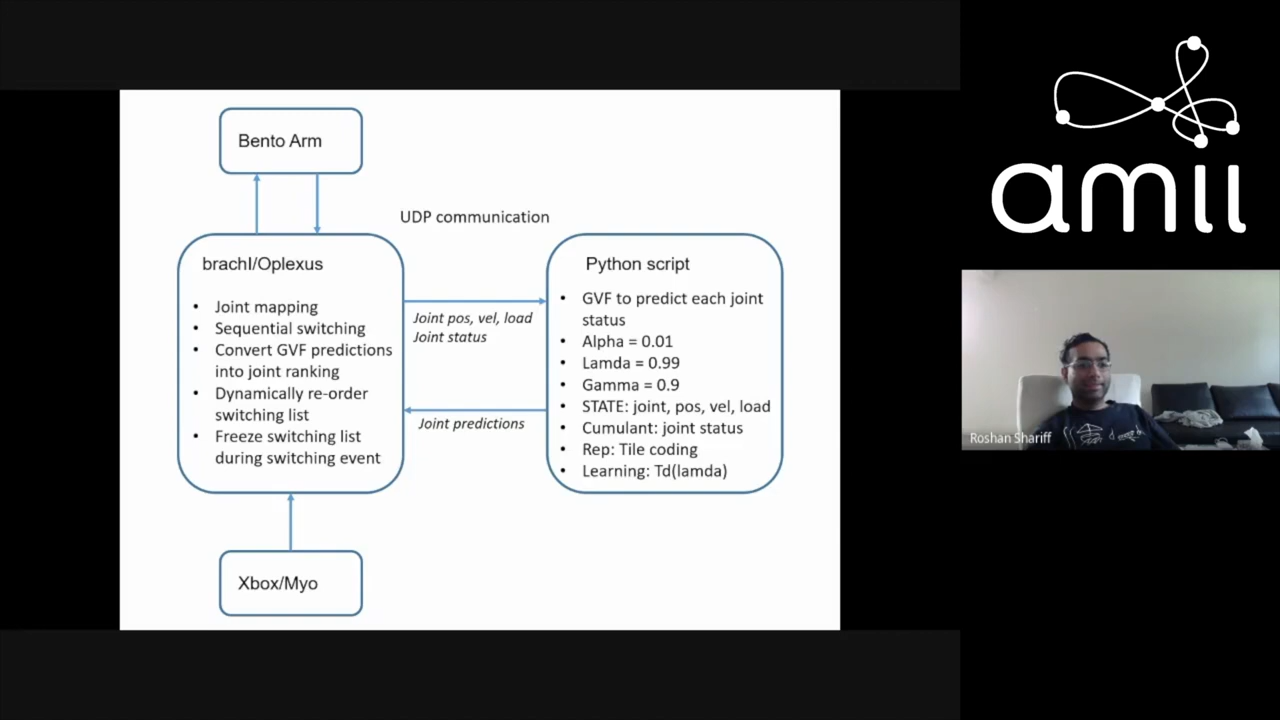 Bento Arm
UDP communication
brachI/Oplexus
• Joint mapping
• Sequential switching
• Convert GVF predictions
into joint ranking
• Dynamically re-order
switching list
• Freeze switching list
during switching event
Joint pos, vel, load
Joint status
Joint predictions
Python script
• GVF to predict each joint
status
• Alpha = 0.01
• Lamda = 0.99
• Gamma = 0.9
• STATE: joint, pos, vel, load
• Cumulant: joint status
• Rep: Tile coding
• Learning: Td(lamda)
Xbox/Myo
amii
Roshan Shariff